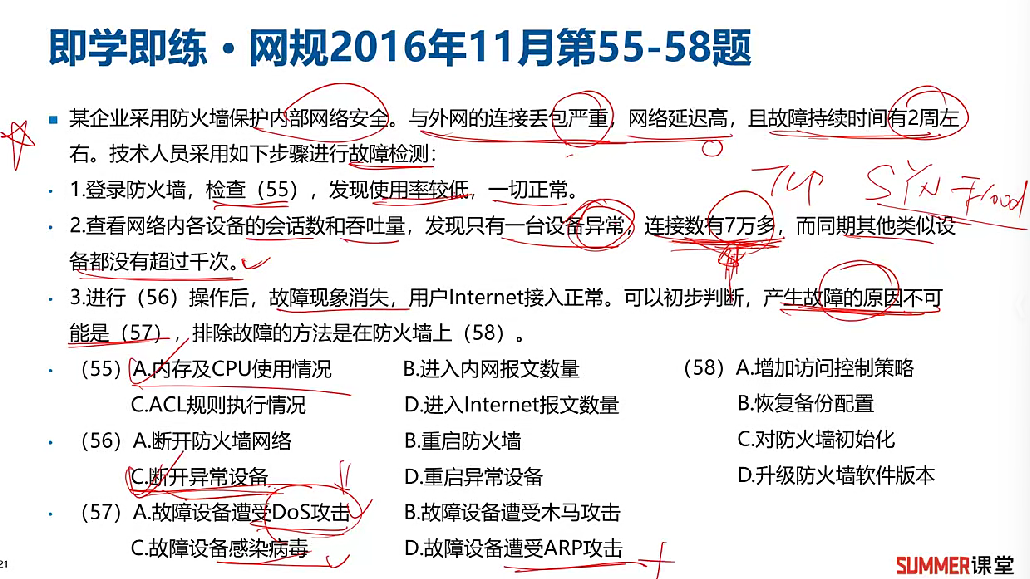 即学即练·网规2016年11月第55-58题
某企业采用防火墙保护内部网络安全。与外网的连接丢包严重，网络延迟高，且故障持续时间有2周左
右。技术人员采用如下步骤进行故障检测：
TCP SYN Flood
1.登录防火墙，检查（55），发现使用率较低，一切正常。
2.查看网络内各设备的会话数和吞吐量，发现只有一台设备异常，连接数有7万多，而同期其他类似设
备都没有超过千次。
3.进行（56）操作后，故障现象消失，用户Internet接入正常。可以初步判断，产生故障的原因不可
能是（57），排除故障的方法是在防火墙上（58）。
（55）A.内存及CPU使用情况 B.进入内网报文数量 （58）A.增加访问控制策略
C.ACL规则执行情况 D.进入Internet报文数量 B.恢复备份配置
（56）A.断开防火墙网络 B.重启防火墙 C.对防火墙初始化
C.断开异常设备 D.重启异常设备 D.升级防火墙软件版本
（57）A.故障设备遭受DoS攻击 B.故障设备遭受木马攻击
C.故障设备感染病毒 D.故障设备遭受ARP攻击
21
SUMMER课堂